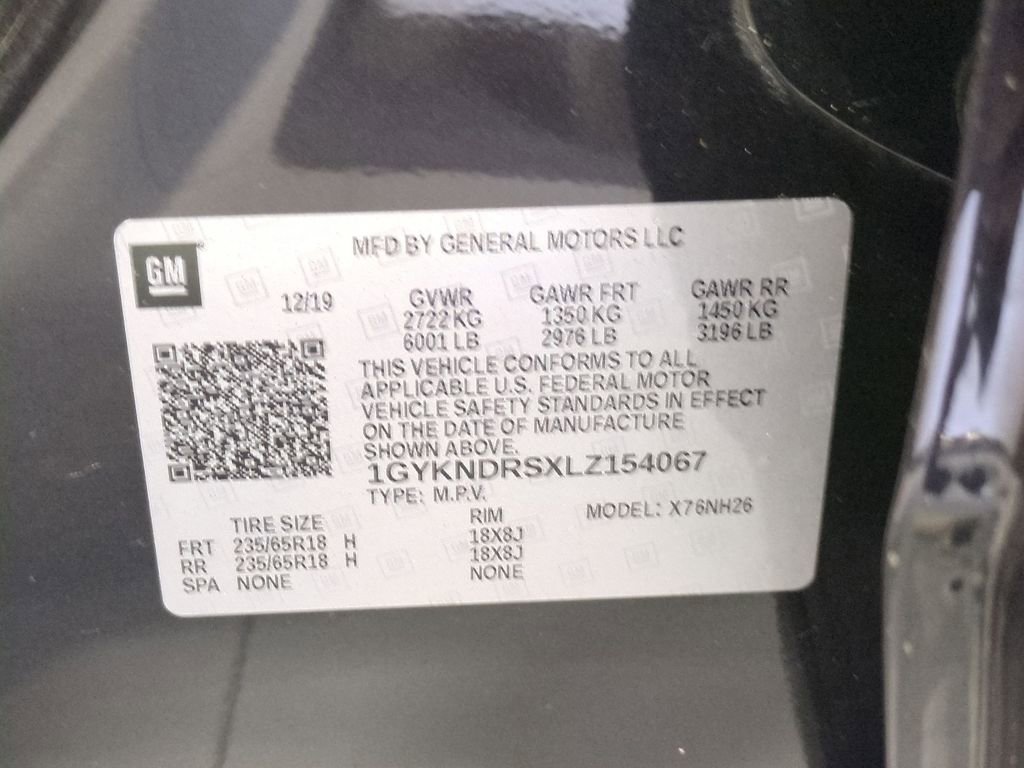 GM
MFD BY GENERAL MOTORS LLC
12/19 GVWR GAWR FRT GAWR RR
2722 KG 1350 KG 1450 KG
6001 LB 2976 LB 3196 LB
THIS VEHICLE CONFORMS TO ALL
APPLICABLE U.S. FEDERAL MOTOR
VEHICLE SAFETY STANDARDS IN EFFECT
ON THE DATE OF MANUFACTURE
SHOWN ABOVE.
1GYKNDRSXLZ154067
TYPE: M.P.V.
TIRE SIZE RIM MODEL: X76NH26
FRT 235/65R18 H 18X8J
RR 235/65R18 H 18X8J
SPA NONE NONE